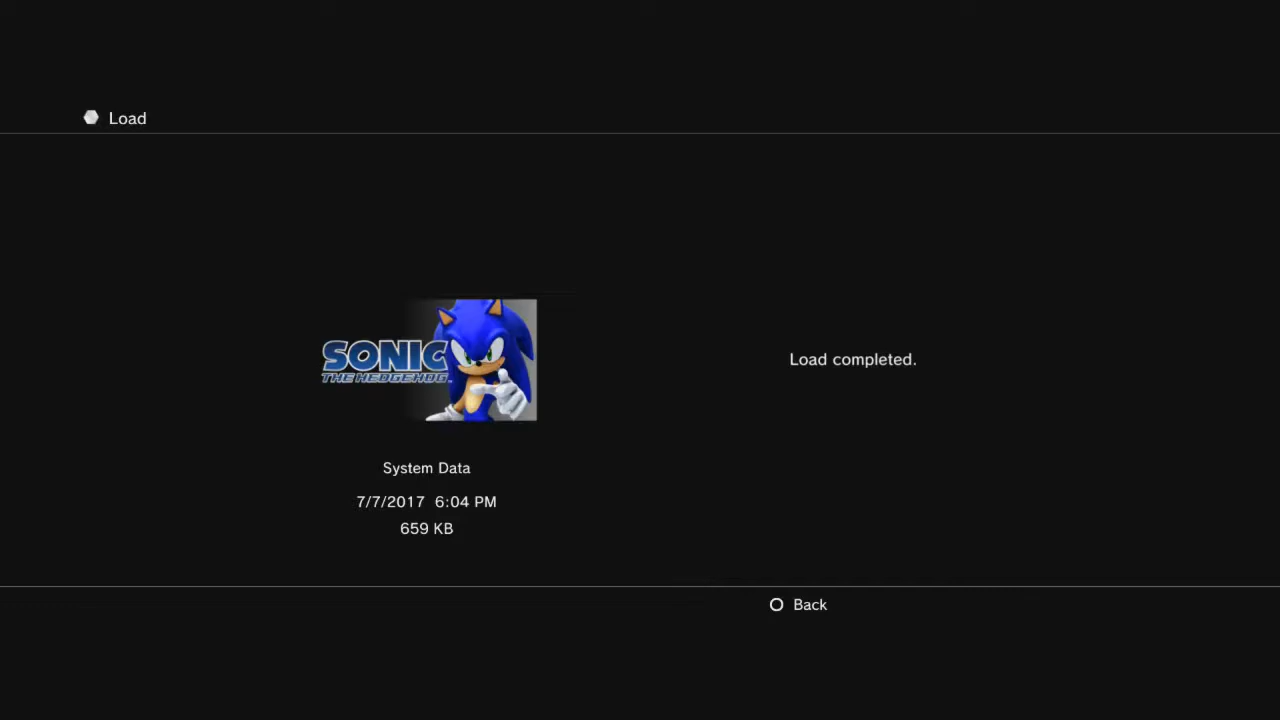 Load
SONIC
THE HEDGEHOG
Load completed.
System Data
7/7/2017 6:04 PM
659 KB
Back